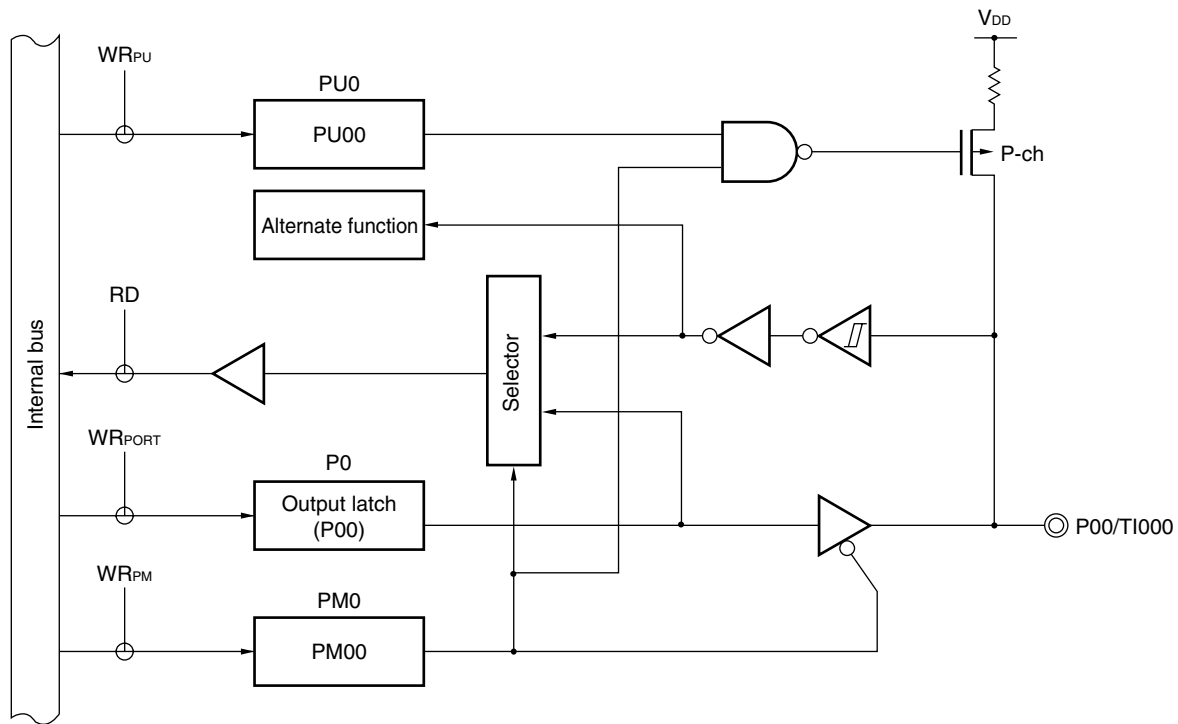 VDD
WRPU
PU0
PU00
P-ch
Alternate function
RD
Internal bus
Selector
WRPORT
P0
Output latch
(P00)
P00/TI000
WRPM
PM0
PM00